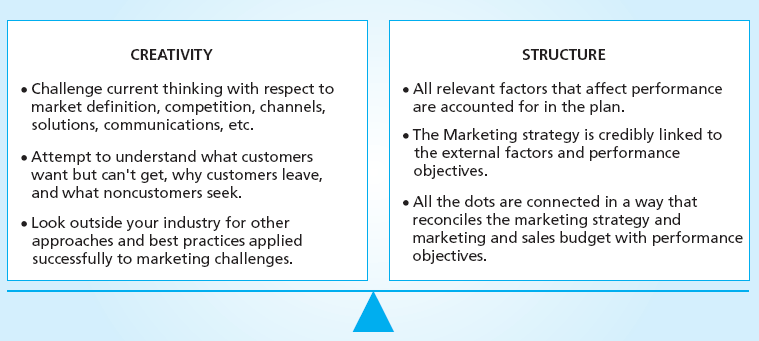 CREATIVITY
• Challenge current thinking with respect to
market definition, competition, channels,
solutions, communications, etc.
• Attempt to understand what customers
want but can't get, why customers leave,
and what noncustomers seek.
• Look outside your industry for other
approaches and best practices applied
successfully to marketing challenges.
STRUCTURE
• All relevant factors that affect performance
are accounted for in the plan.
• The Marketing strategy is credibly linked to
the external factors and performance
objectives.
• All the dots are connected in a way that
reconciles the marketing strategy and
marketing and sales budget with performance
objectives.